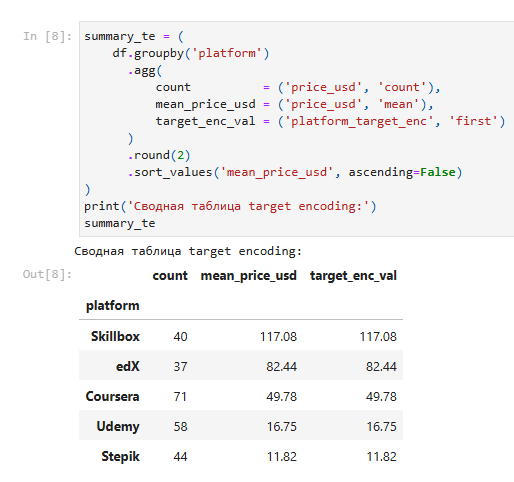 In [8]: summary_te = (
    df.groupby('platform')
      .agg(
          count          = ('price_usd', 'count'),
          mean_price_usd = ('price_usd', 'mean'),
          target_enc_val = ('platform_target_enc', 'first')
      )
      .round(2)
      .sort_values('mean_price_usd', ascending=False)
)
print('Сводная таблица target encoding:')
summary_te
Сводная таблица target encoding:
Out[8]: count mean_price_usd target_enc_val
platform
Skillbox 40 117.08 117.08
edX 37 82.44 82.44
Coursera 71 49.78 49.78
Udemy 58 16.75 16.75
Stepik 44 11.82 11.82